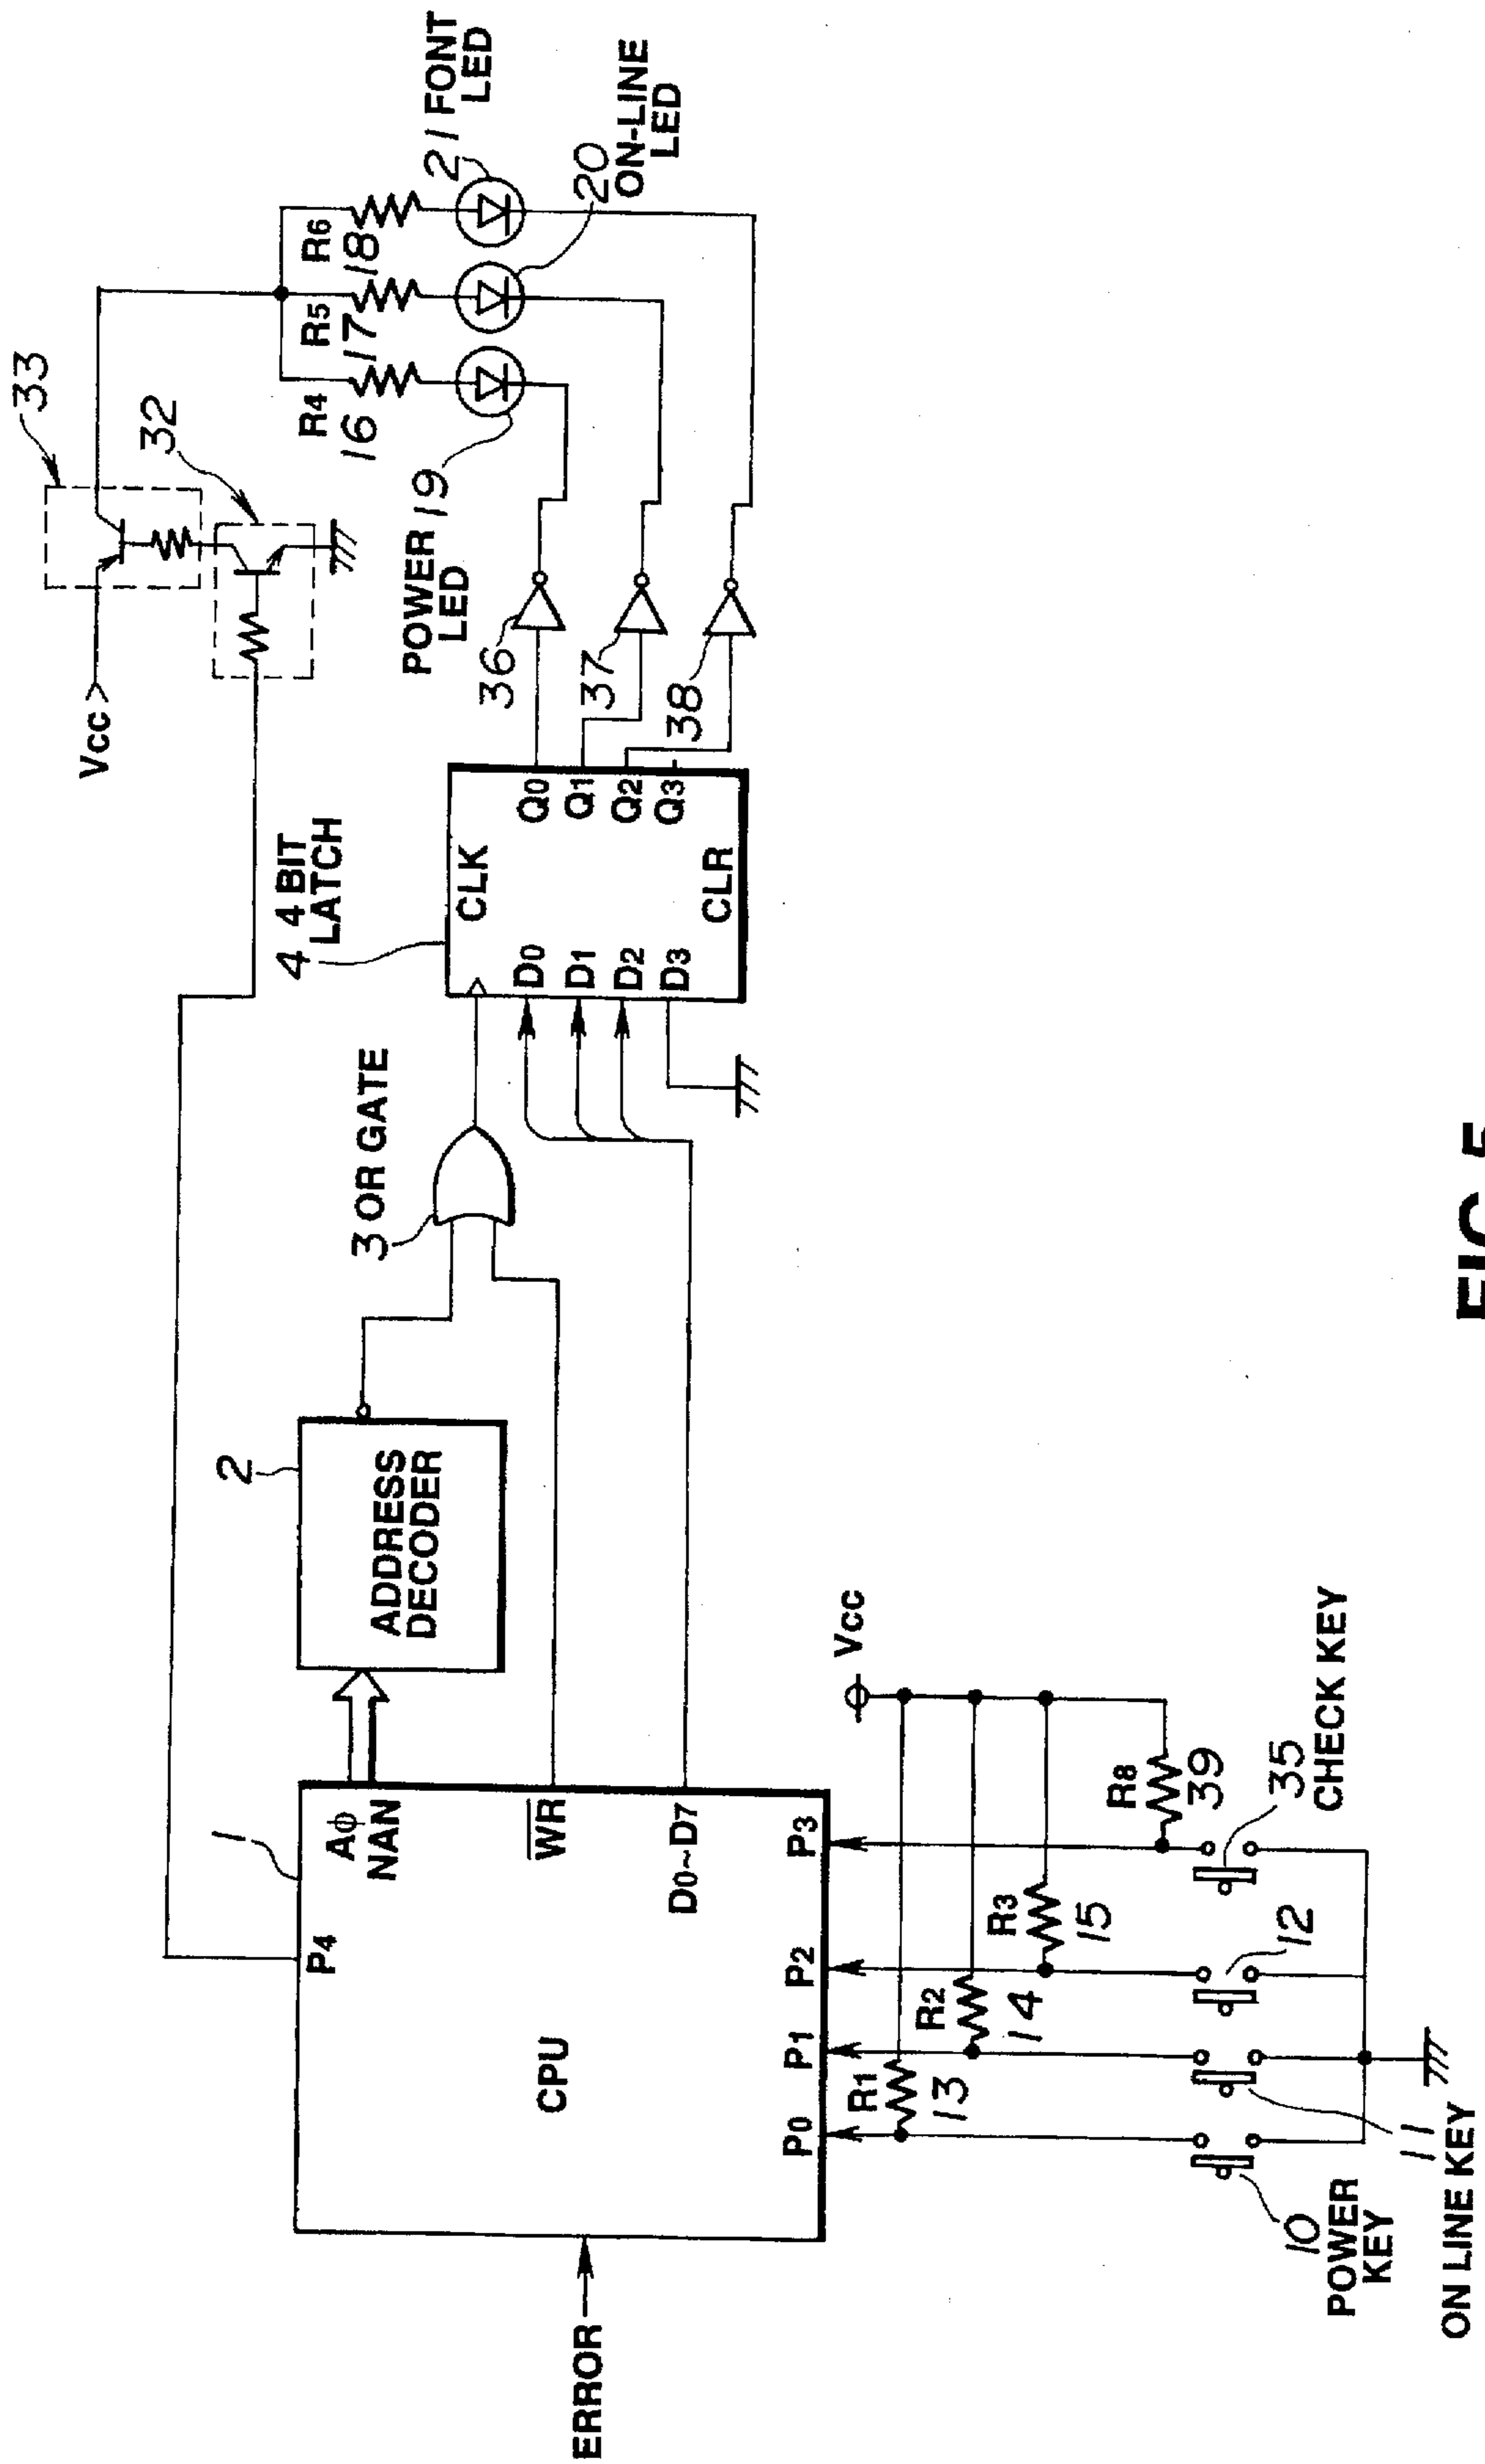 33
32
Vcc
R6
18
R5
17
R4
16
21 FONT
LED
20
ON-LINE
LED
POWER 19
LED
36
37
38
4 4 BIT
LATCH
CLK
D0
D1
D2
D3
Q0
Q1
Q2
Q3
CLR
3 OR GATE
2
ADDRESS
DECODER
1
P4
Aϕ
NAN
W̅R̅
D0~D7
CPU
P0
P1
P2
P3
ERROR
Vcc
R1
13
R2
14
R3
15
R8
39
35
CHECK KEY
12
11
ON LINE KEY
10
POWER
KEY